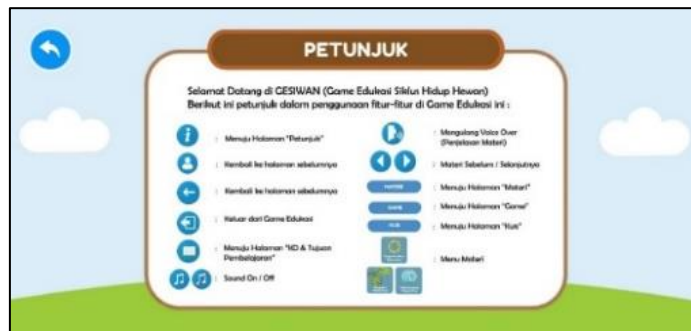 PETUNJUK
Selamat Datang di GESIWAN (Game Edukasi Siklus Hidup Hewan)
Berikut ini petunjuk dalam penggunaan fitur-fitur di Game Edukasi ini :
: Menuju Halaman "Petunjuk"
: Kembali ke halaman sebelumnya
: Kembali ke halaman sebelumnya
: Keluar dari Game Edukasi
: Menuju Halaman "KD & Tujuan
Pembelajaran"
: Sound On / Off
: Mengulang Voice Over
(Penjelasan Materi)
: Materi Sebelum / Selanjutnya
MATERI
: Menuju Halaman "Materi"
GAME
: Menuju Halaman "Game"
KUIS
: Menuju Halaman "Kuis"
: Menu Materi